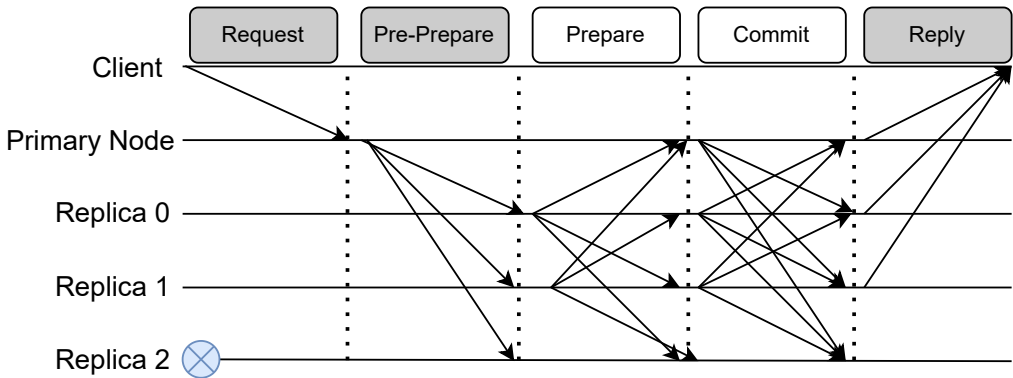 Request
Pre-Prepare
Prepare
Commit
Reply
Client
Primary Node
Replica 0
Replica 1
Replica 2